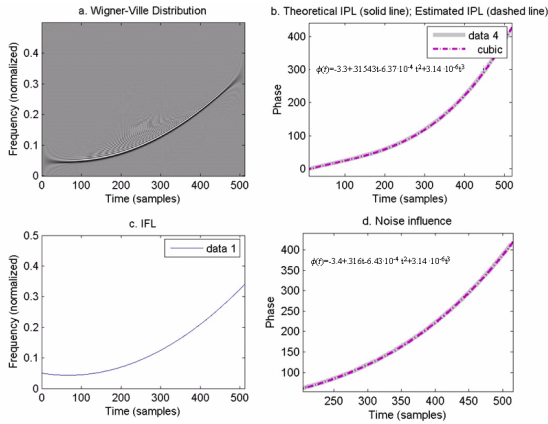 a. Wigner-Ville Distribution
Frequency (normalized)
0.4
0.3
0.2
0.1
0
0 100 200 300 400 500
Time (samples)
b. Theoretical IPL (solid line); Estimated IPL (dashed line)
data 4
cubic
ϕ(t)=-3.3+.31543t-6.37·10-4 t2+3.14 ·10-6t3
Phase
400
300
200
100
0
100 200 300 400 500
Time (samples)
c. IFL
data 1
Frequency (normalized)
0.5
0.4
0.3
0.2
0.1
0
0 100 200 300 400 500
Time (samples)
d. Noise influence
ϕ(t)=-3.4+.316t-6.43·10-4 t2+3.14 ·10-6t3
Phase
400
350
300
250
200
150
100
250 300 350 400 450 500
Time (samples)